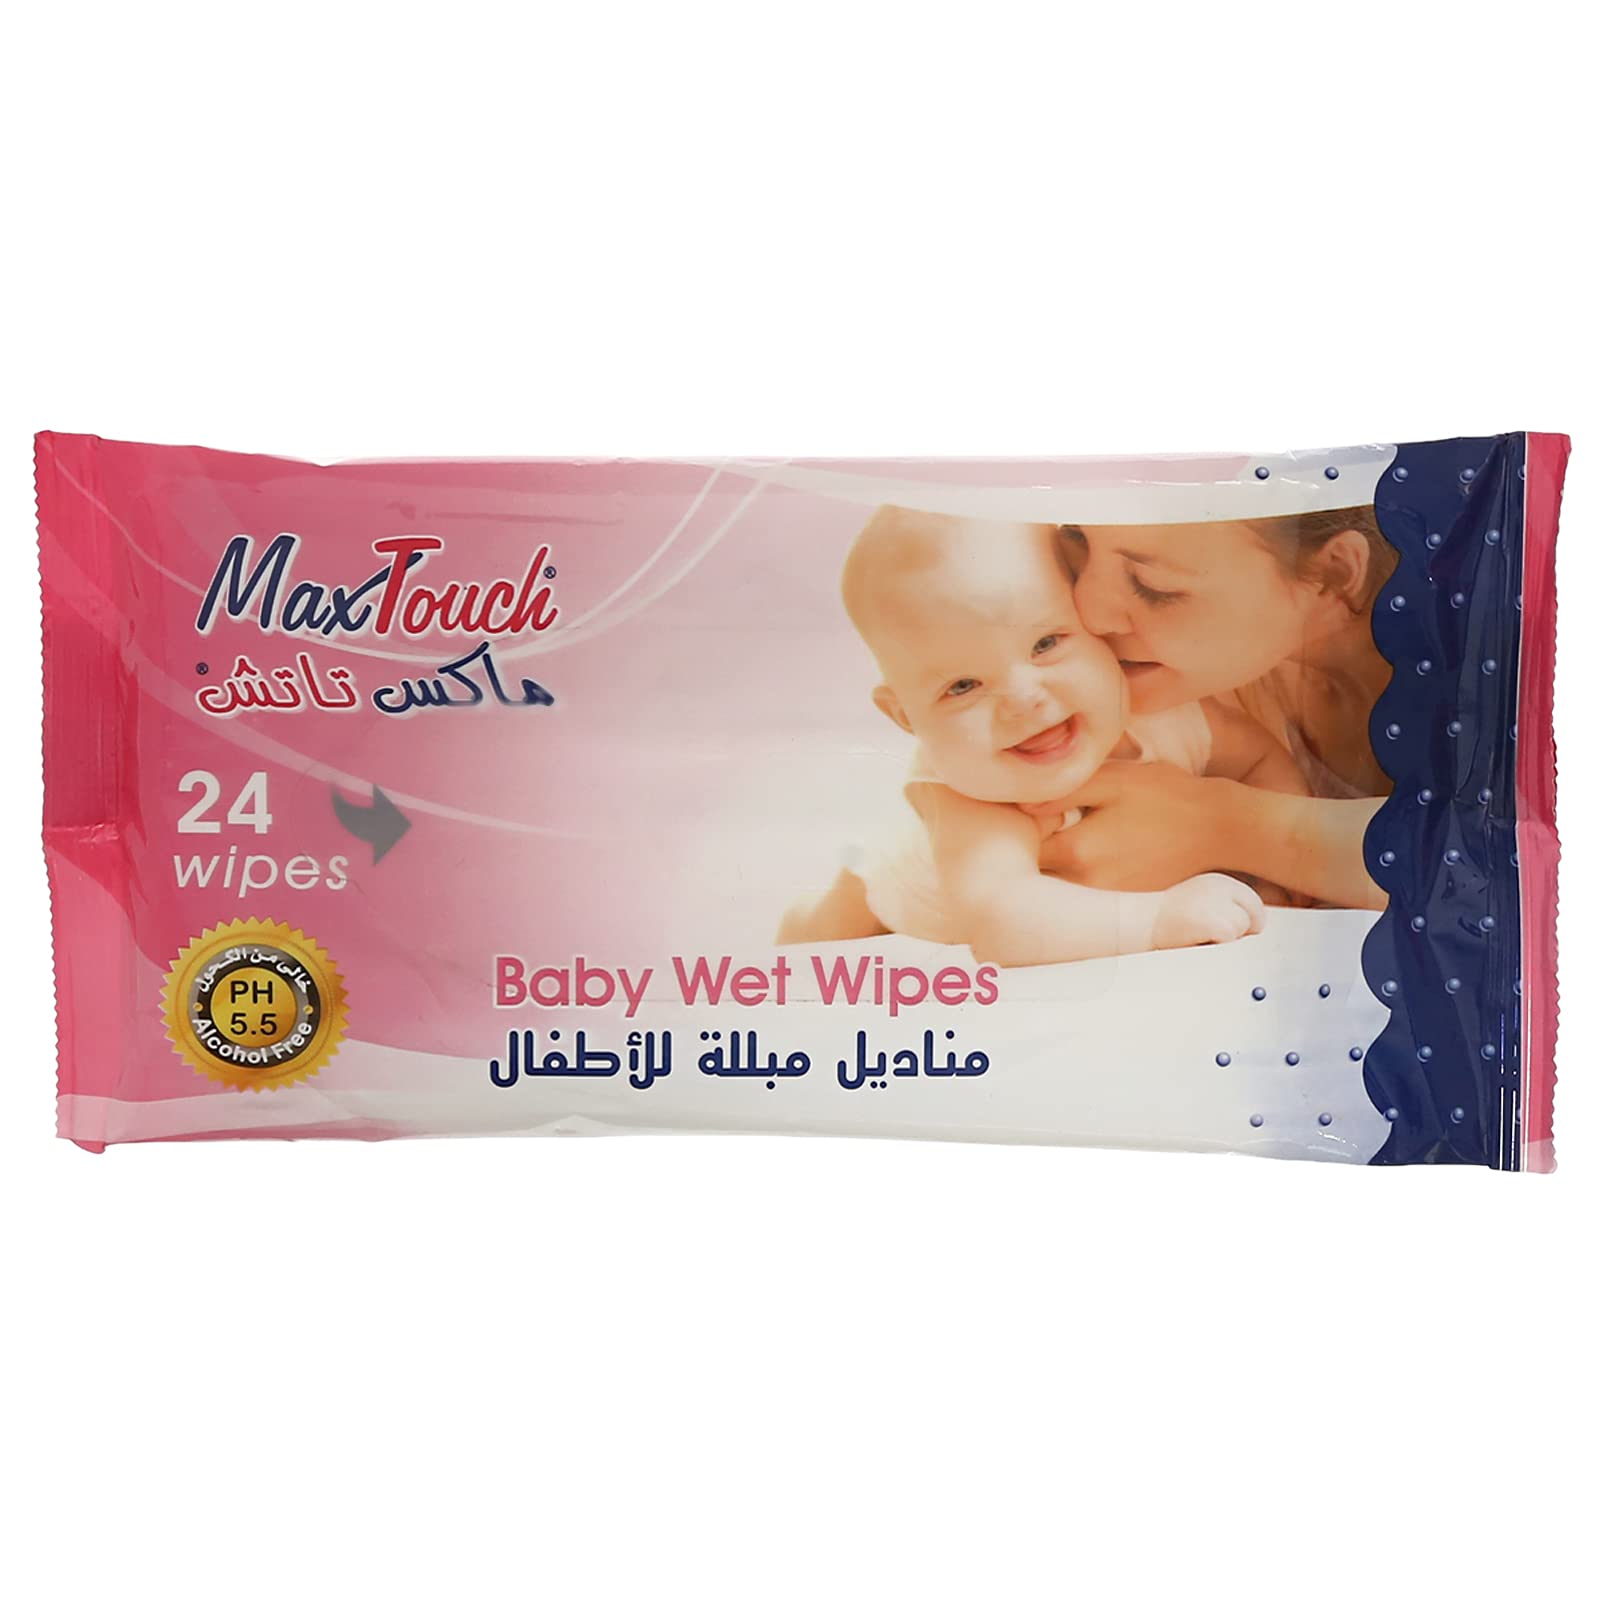 MaxTouch®
ماكس تاتش®
24
wipes
خالي من الكحول
PH
5.5
Alcohol Free
Baby Wet Wipes
مناديل مبللة للأطفال